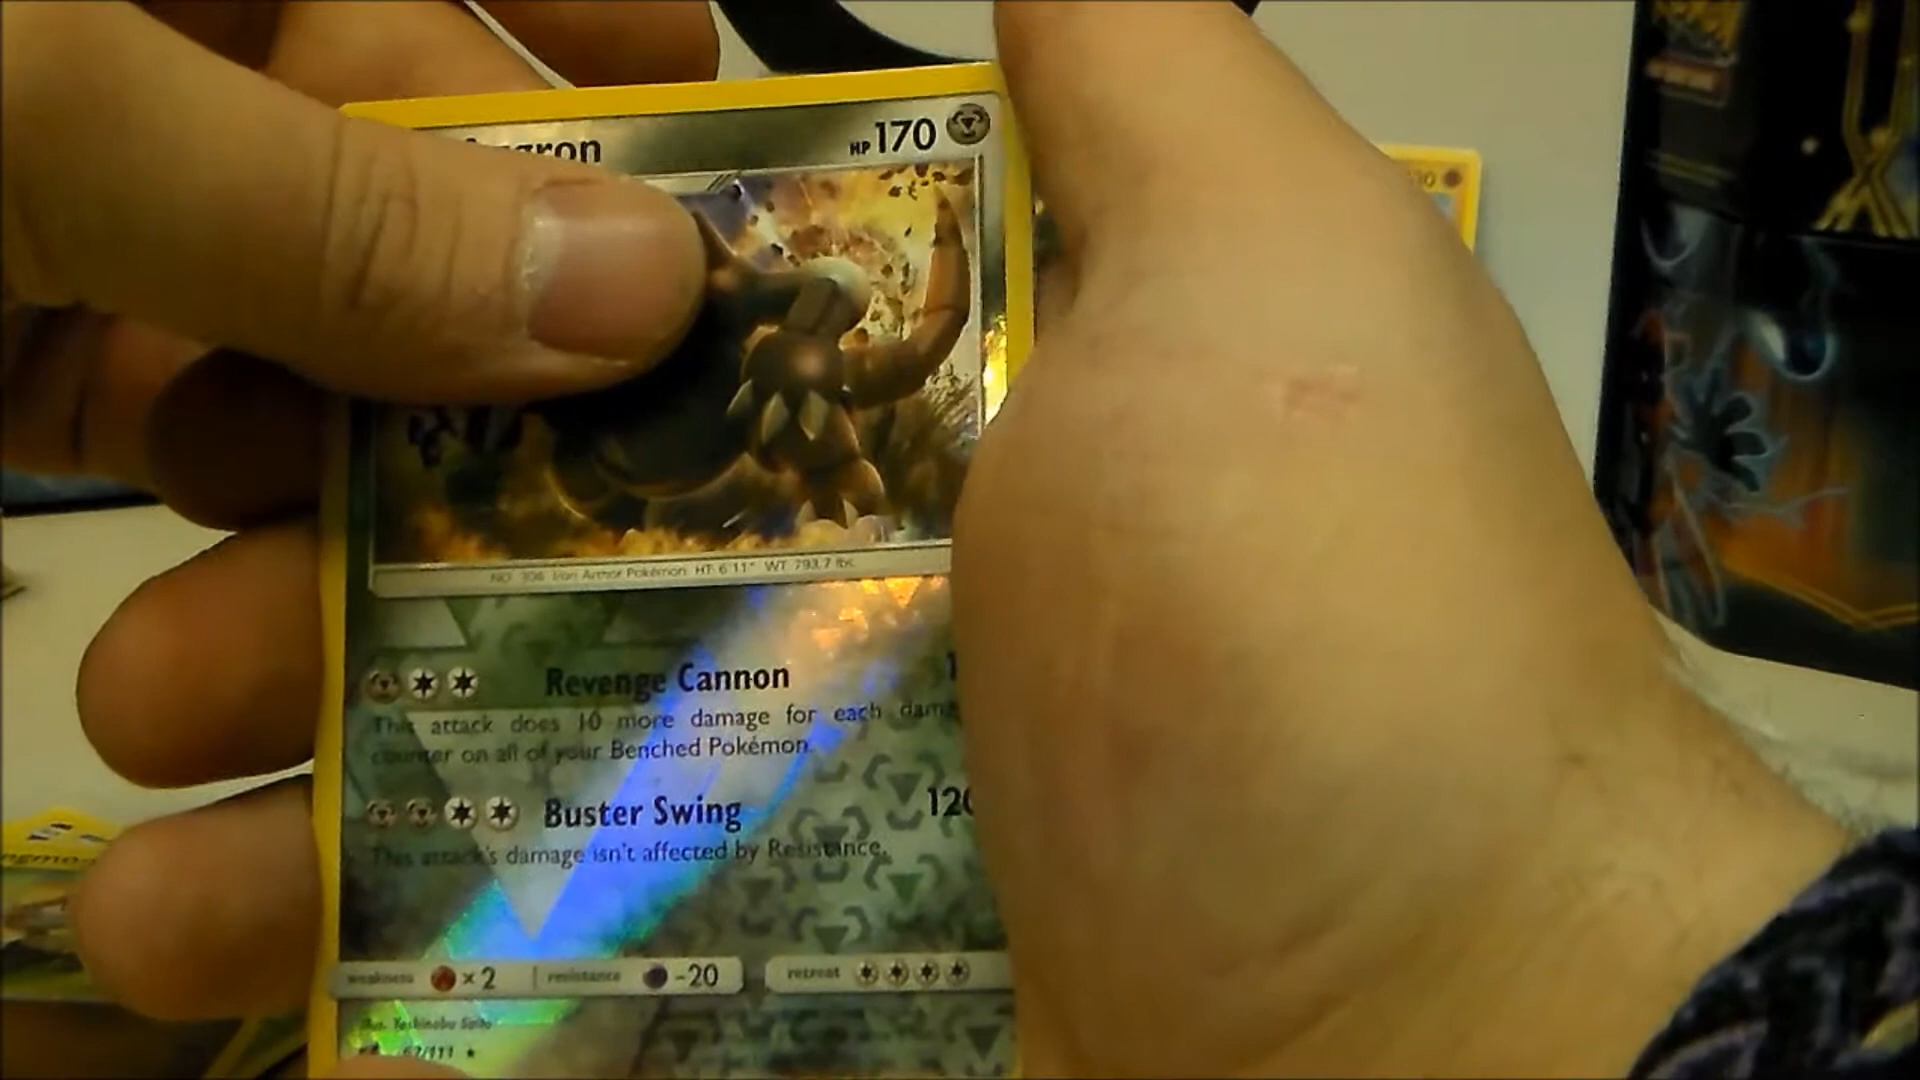 HP 170
NO. 306 Iron Armor Pokémon HT: 6'11" WT: 793.7 lbs.
Revenge Cannon
This attack does 10 more damage for each
counter on all of your Benched Pokémon.
Buster Swing 120
This attack's damage isn't affected by Resistance.
weakness ×2 resistance -20 retreat
illus. Yoshinobu Saito
67/111